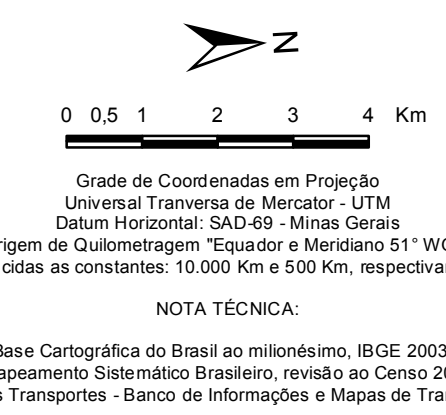 N
0 0,5 1 2 3 4 Km
Grade de Coordenadas em Projeção
Universal Tranversa de Mercator - UTM
Datum Horizontal: SAD-69 - Minas Gerais
rigem de Quilometragem "Equador e Meridiano 51° W
cidas as constantes: 10.000 Km e 500 Km, respectiva
NOTA TÉCNICA:
Base Cartográfica do Brasil ao milionésimo, IBGE 2003
apeamento Sistemático Brasileiro, revisão ao Censo 20
s Transportes - Banco de Informações e Mapas de Tra